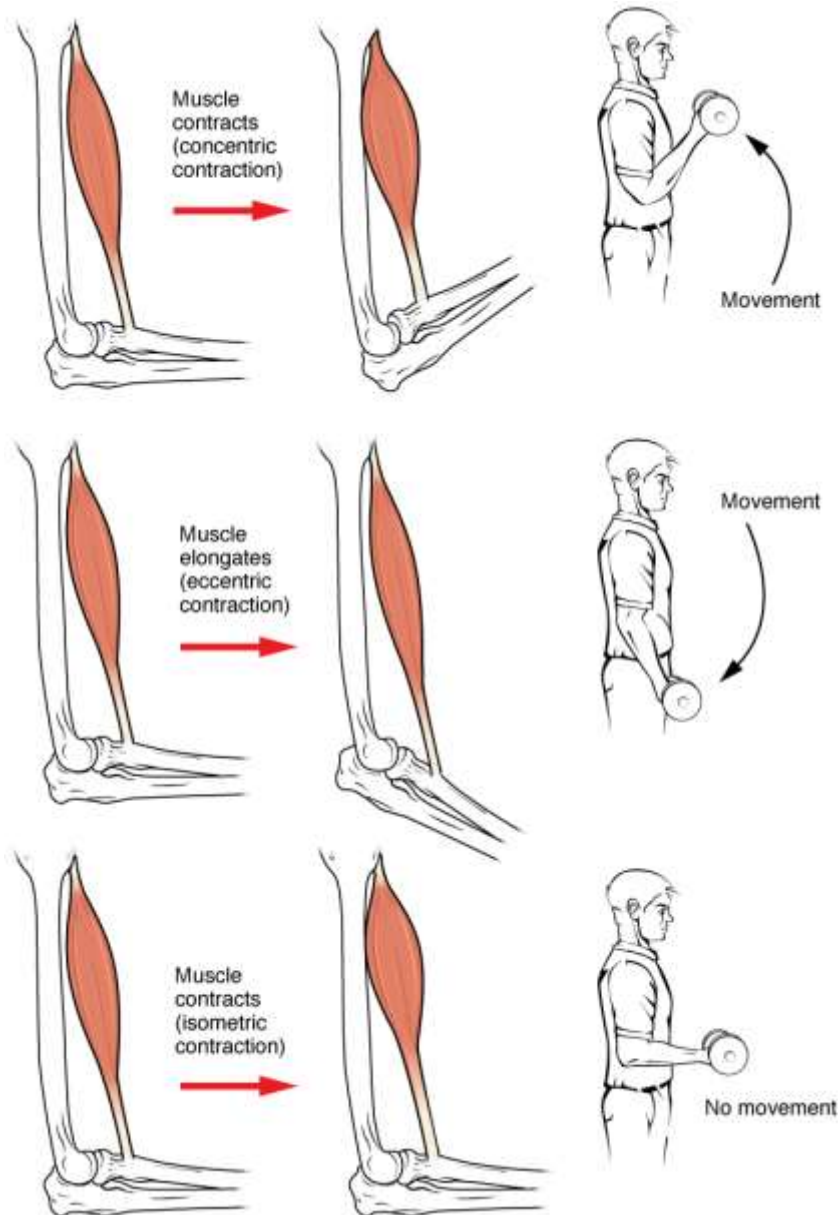 Muscle
contracts
(concentric
contraction)
Movement
Muscle
elongates
(eccentric
contraction)
Movement
Muscle
contracts
(isometric
contraction)
No movement